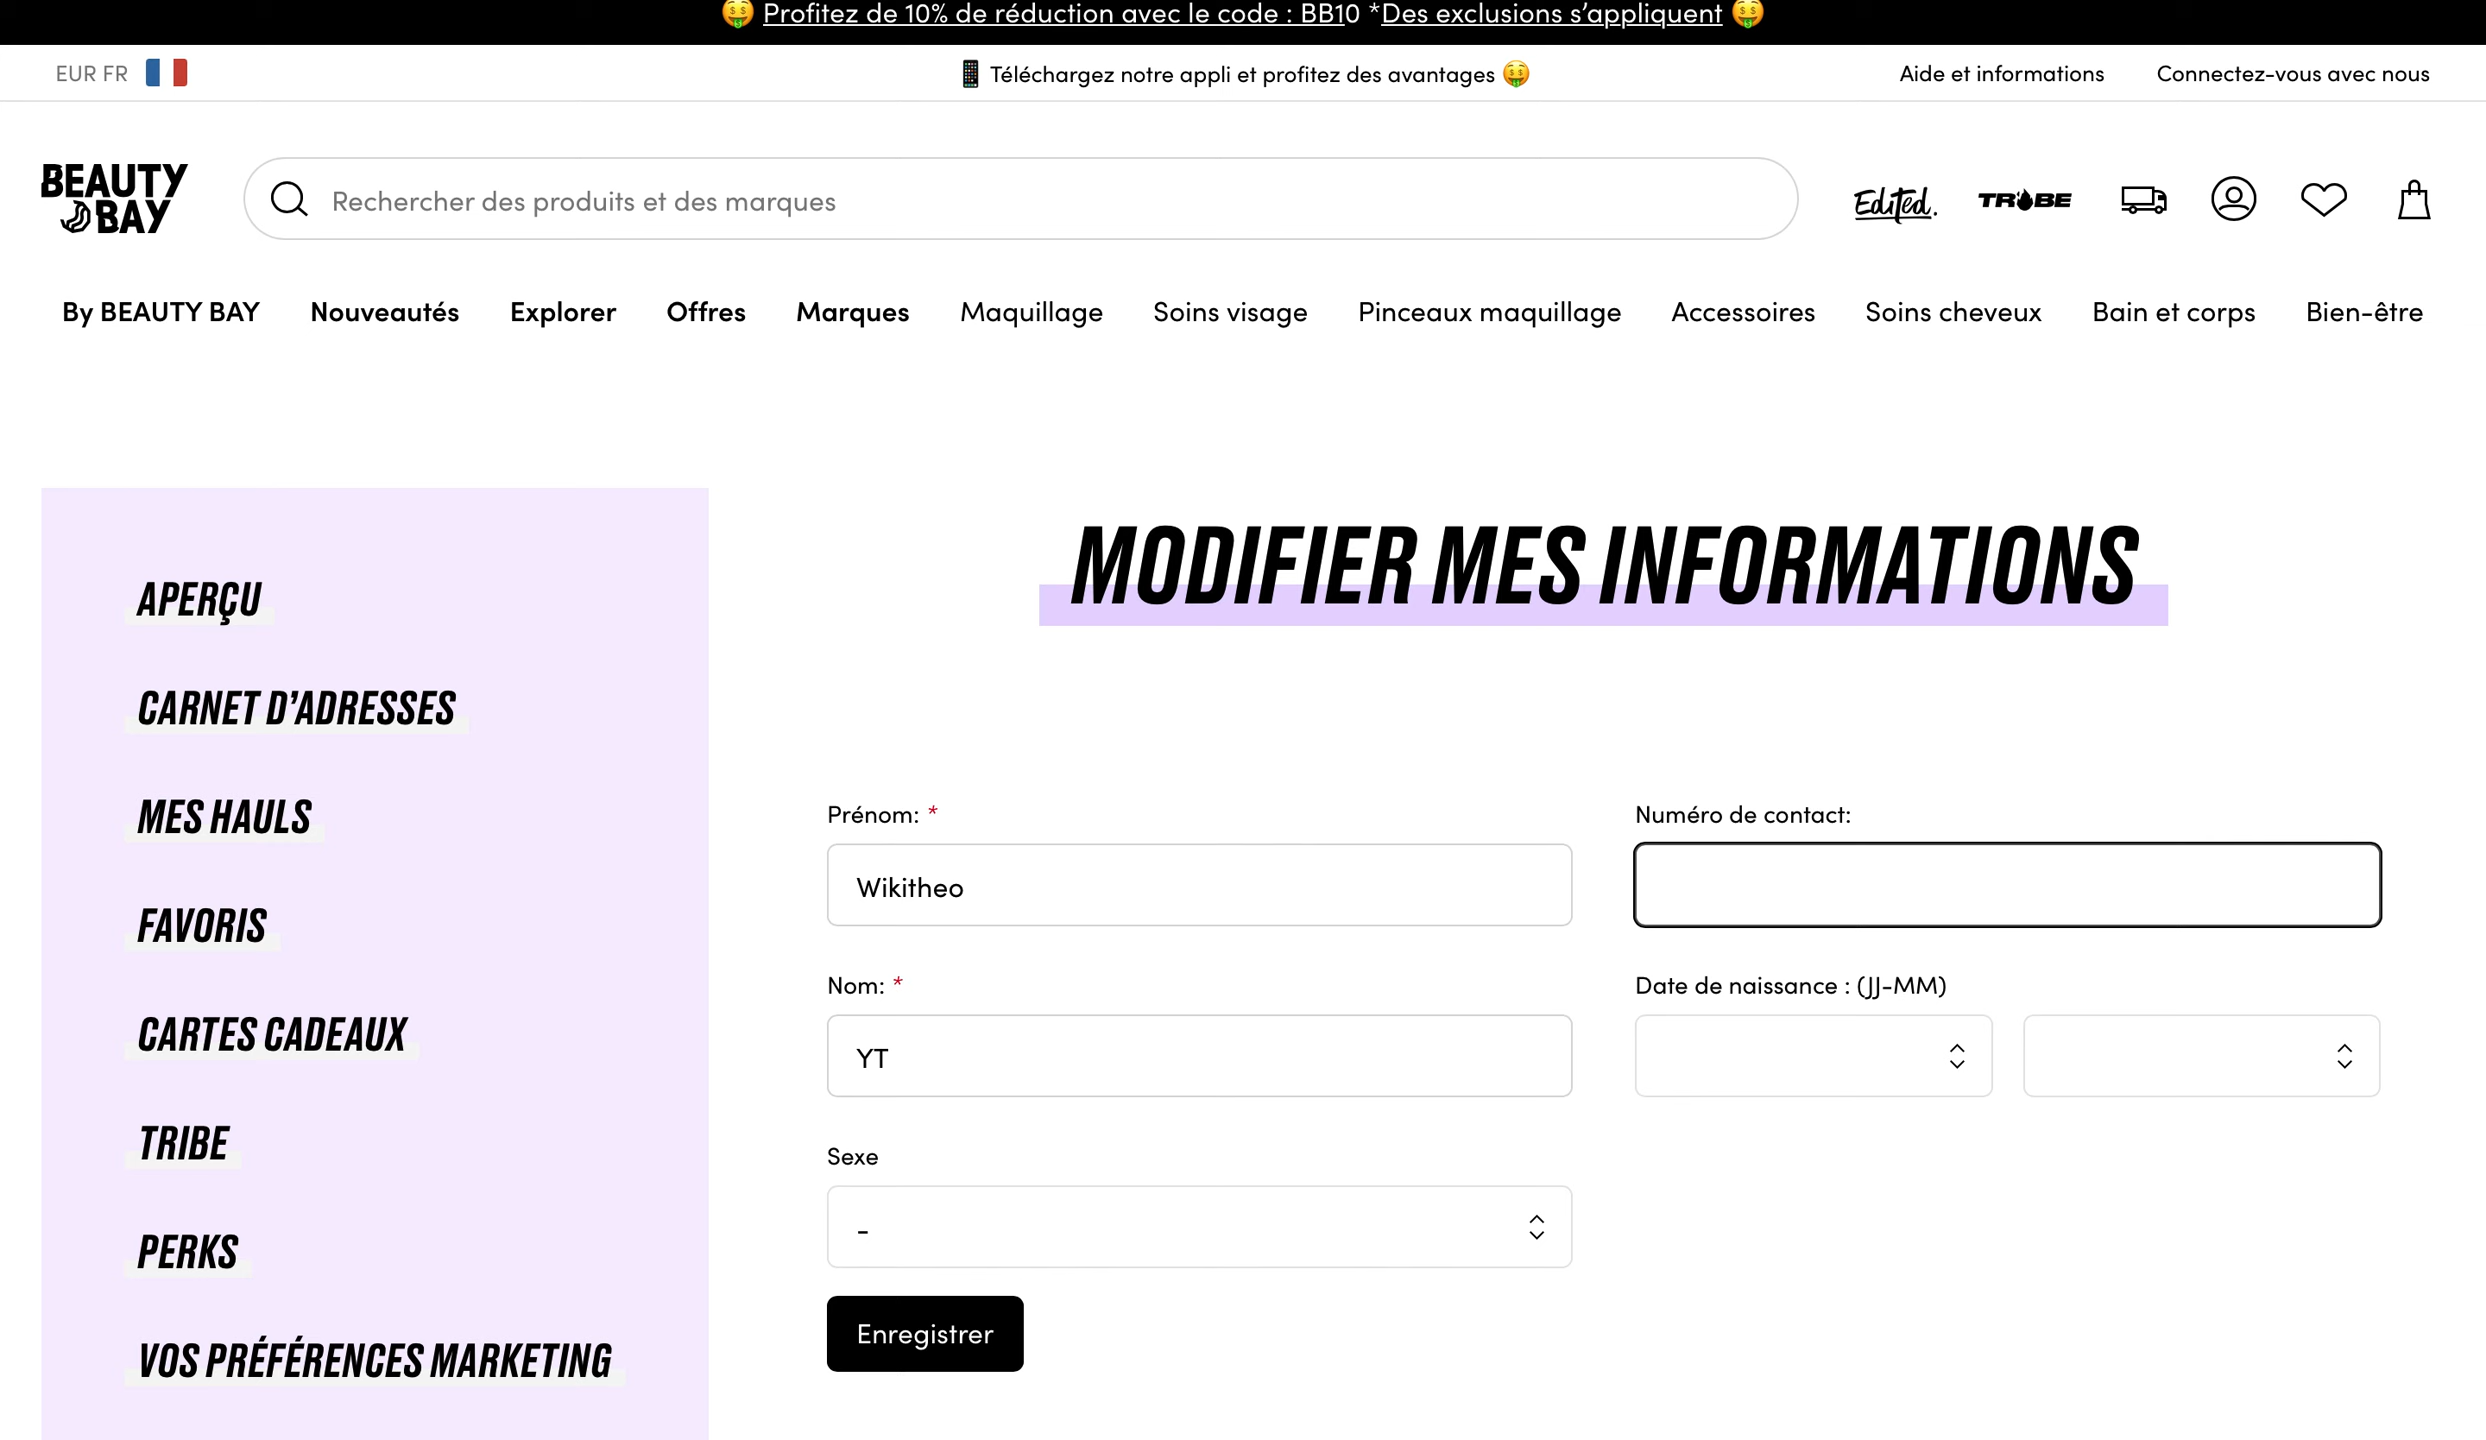 🤑 Profitez de 10% de réduction avec le code : BB10 *Des exclusions s’appliquent 🤑
EUR FR
📱 Téléchargez notre appli et profitez des avantages 🤑
Aide et informations
Connectez-vous avec nous
BEAUTY BAY
Rechercher des produits et des marques
Edited.
TRIBE
By BEAUTY BAY
Nouveautés
Explorer
Offres
Marques
Maquillage
Soins visage
Pinceaux maquillage
Accessoires
Soins cheveux
Bain et corps
Bien-être
APERÇU
CARNET D’ADRESSES
MES HAULS
FAVORIS
CARTES CADEAUX
TRIBE
PERKS
VOS PRÉFÉRENCES MARKETING
MODIFIER MES INFORMATIONS
Prénom: *
Wikitheo
Numéro de contact:
Nom: *
YT
Date de naissance : (JJ-MM)
Sexe
-
Enregistrer